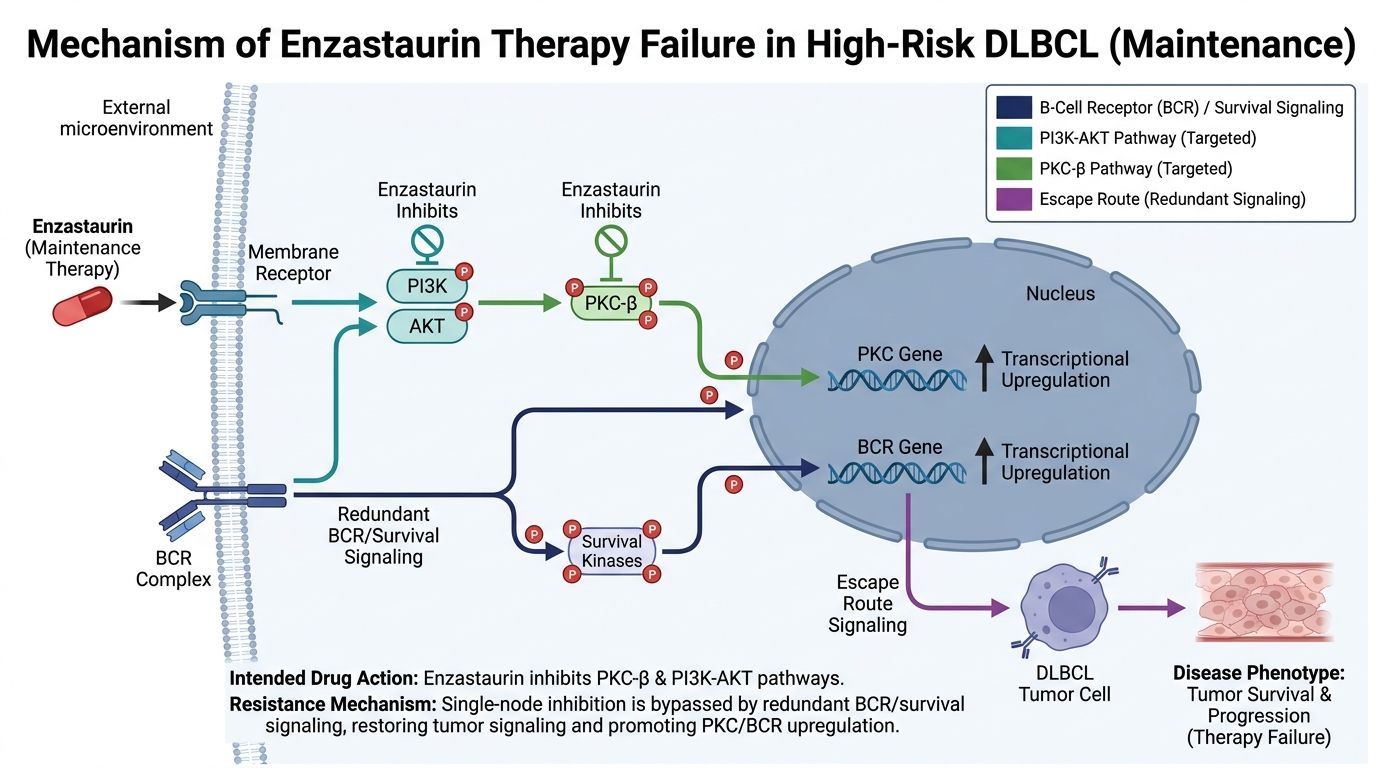 Mechanism of Enzastaurin Therapy Failure in High-Risk DLBCL (Maintenance)
External
microenvironment
B-Cell Receptor (BCR) / Survival Signaling
PI3K-AKT Pathway (Targeted)
PKC-β Pathway (Targeted)
Escape Route (Redundant Signaling)
Enzastaurin
(Maintenance
Therapy)
Membrane
Receptor
Enzastaurin
Inhibits
Enzastaurin
Inhibits
PI3K
P
AKT
P
PKC-β
P
P
P
Nucleus
P
PKC Gene
Transcriptional
Upregulation
P
BCR Gene
Transcriptional
Upregulation
P
BCR
Complex
Redundant
BCR/Survival
Signaling
P
Survival
Kinases
P
P
P
P
Escape
Route
Signaling
DLBCL
Tumor Cell
Disease Phenotype:
Tumor Survival &
Progression
(Therapy Failure)
Intended Drug Action: Enzastaurin inhibits PKC-β & PI3K-AKT pathways.
Resistance Mechanism: Single-node inhibition is bypassed by redundant BCR/survival
signaling, restoring tumor signaling and promoting PKC/BCR upregulation.